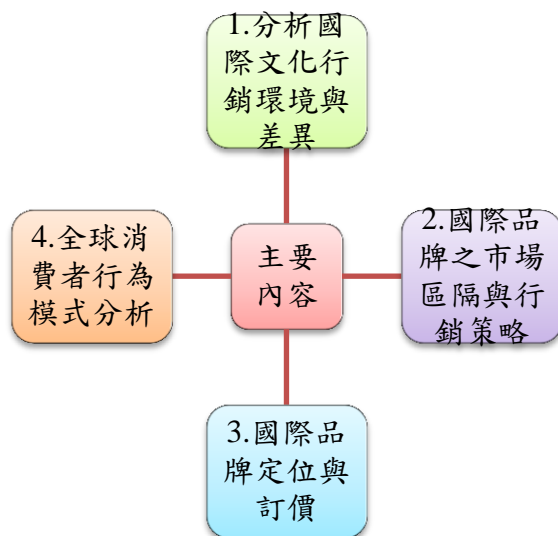 1.分析國
際文化行
銷環境與
差異
4.全球消
費者行為
模式分析
主要
內容
2.國際品
牌之市場
區隔與行
銷策略
3.國際品
牌定位與
訂價